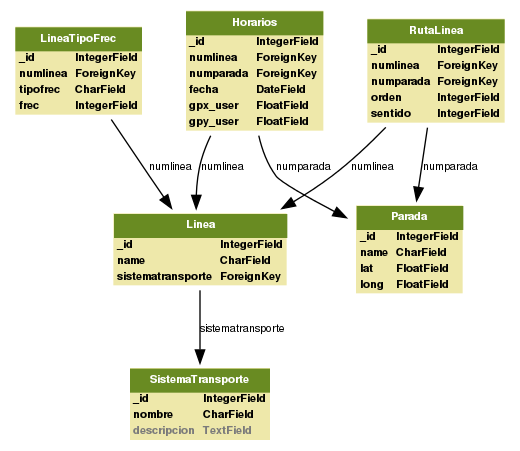 LineaTipoFrec
_id IntegerField
numlinea ForeignKey
tipofrec CharField
frec IntegerField
Horarios
_id IntegerField
numlinea ForeignKey
numparada ForeignKey
fecha DateField
gpx_user FloatField
gpy_user FloatField
RutaLinea
_id IntegerField
numlinea ForeignKey
numparada ForeignKey
orden IntegerField
sentido IntegerField
numlinea
numlinea
numparada
numlinea
numparada
Linea
_id IntegerField
name CharField
sistematransporte ForeignKey
Parada
_id IntegerField
name CharField
lat FloatField
long FloatField
sistematransporte
SistemaTransporte
_id IntegerField
nombre CharField
descripcion TextField